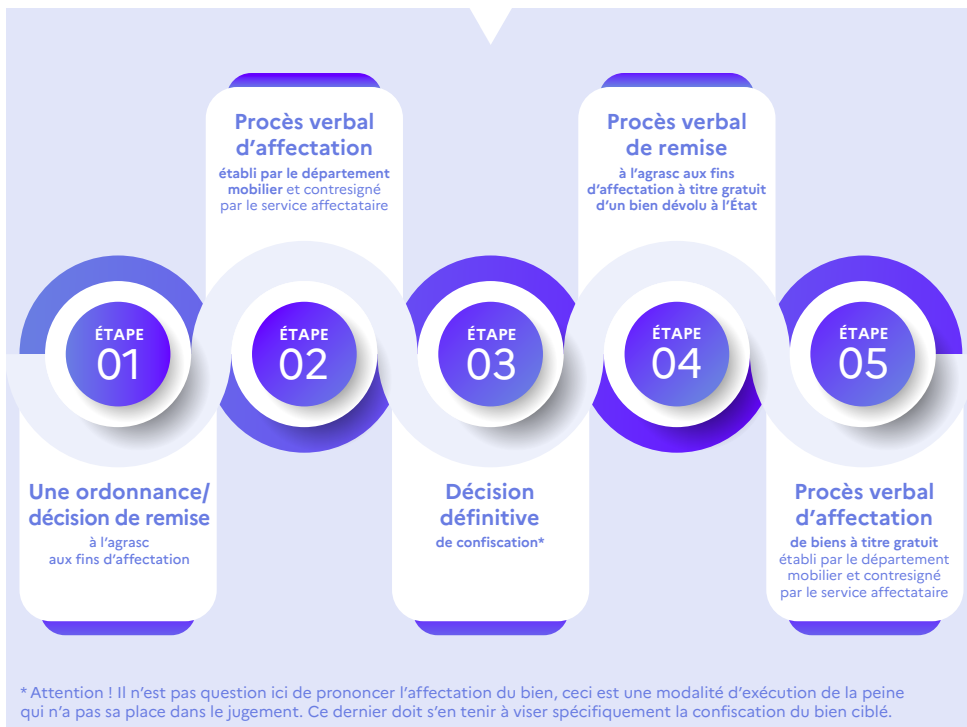 ÉTAPE
01
Une ordonnance/
décision de remise
à l'agrasc
aux fins d'affectation
Procès verbal
d'affectation
établi par le département
mobilier et contresigné
par le service affectataire
ÉTAPE
02
ÉTAPE
03
Décision
définitive
de confiscation*
Procès verbal
de remise
à l'agrasc aux fins
d'affectation à titre gratuit
d'un bien dévolu à l'État
ÉTAPE
04
ÉTAPE
05
Procès verbal
d'affectation
de biens à titre gratuit
établi par le département
mobilier et contresigné
par le service affectataire
* Attention ! Il n'est pas question ici de prononcer l'affectation du bien, ceci est une modalité d'exécution de la peine
qui n'a pas sa place dans le jugement. Ce dernier doit s'en tenir à viser spécifiquement la confiscation du bien ciblé.